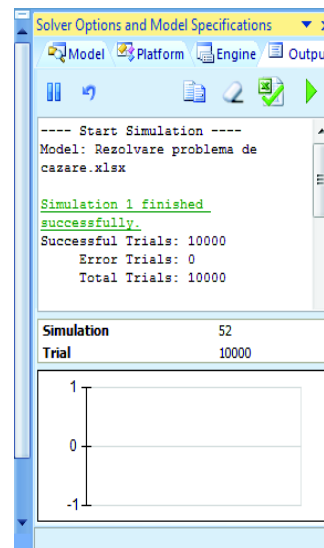 Solver Options and Model Specifications
Model Platform Engine Outpu
---- Start Simulation ----
Model: Rezolvare problema de
cazare.xlsx
Simulation 1 finished
successfully.
Successful Trials: 10000
Error Trials: 0
Total Trials: 10000
Simulation 52
Trial 10000
1
0
-1